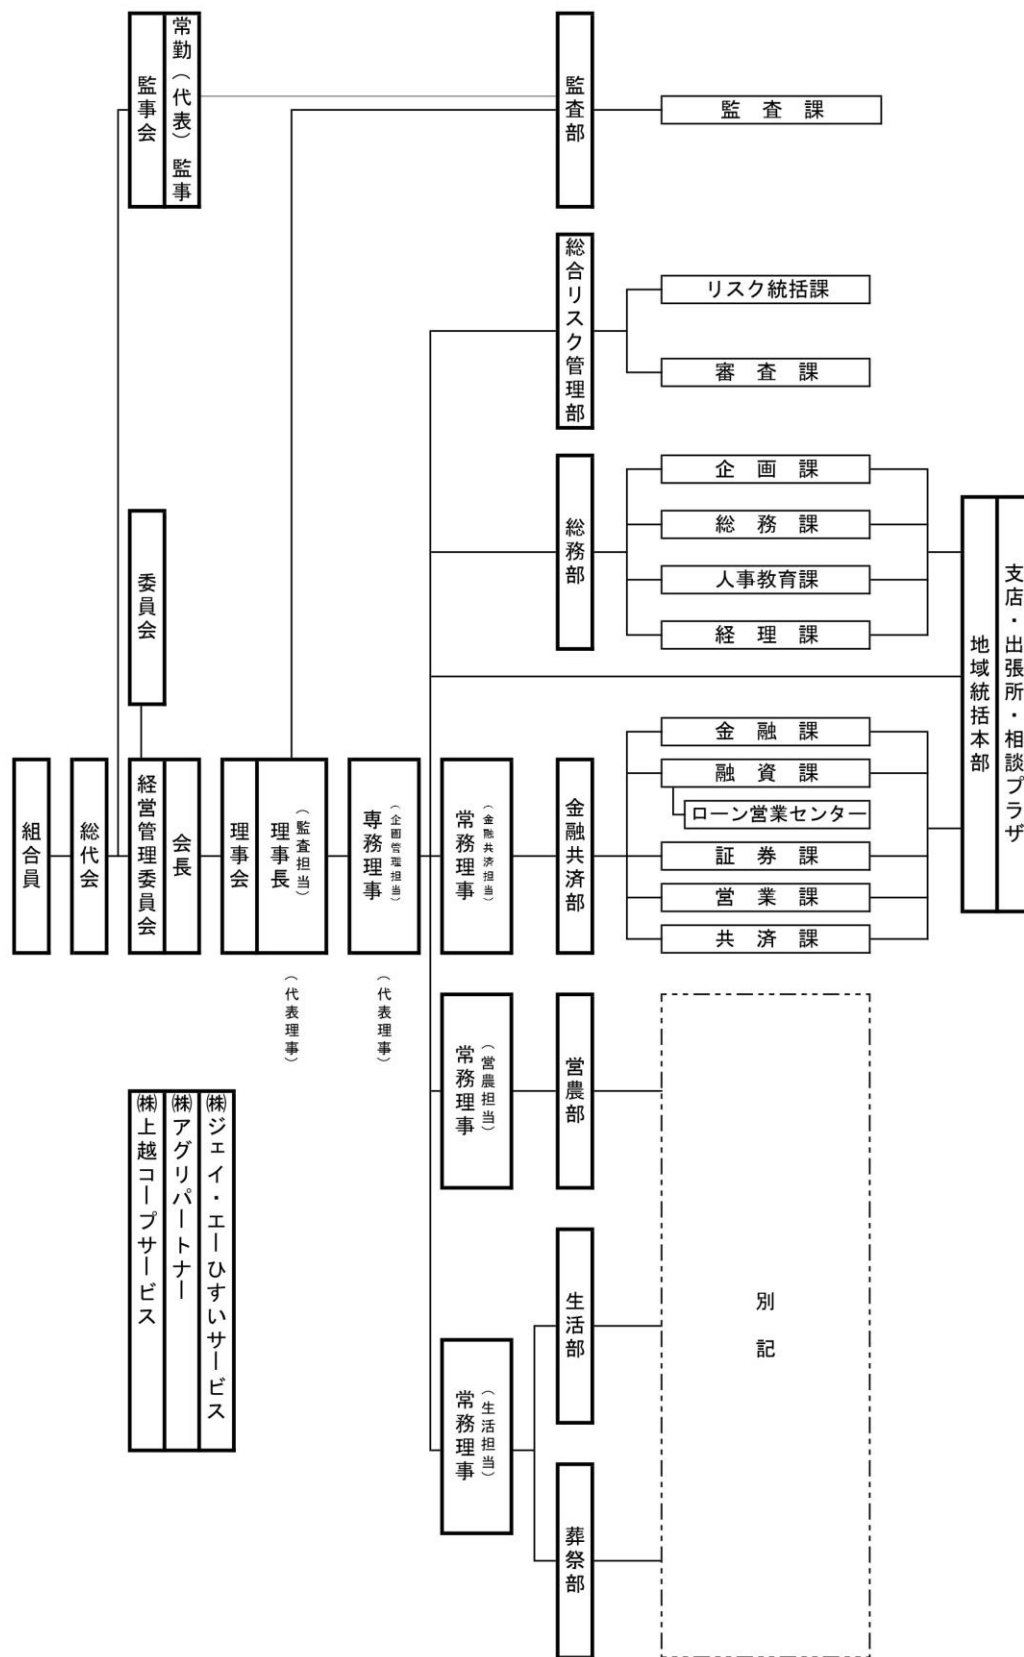 監事会
常勤（代表）監事
監査部
監　査　課
総合リスク管理部
リスク統括課
審　査　課
総務部
企　画　課
総　務　課
人事教育課
経　理　課
委員会
地域統括本部
支店・出張所・相談プラザ
組合員
総代会
経営管理委員会
会長
理事会
理事長
（監査担当）
（代表理事）
専務理事
（企画管理担当）
（代表理事）
常務理事
（金融共済担当）
金融共済部
金　融　課
融　資　課
ローン営業センター
証　券　課
営　業　課
共　済　課
常務理事
（営農担当）
営農部
常務理事
（生活担当）
生活部
葬祭部
別
記
㈱上越コープサービス
㈱アグリパートナー
㈱ジェイ・エーひすいサービス